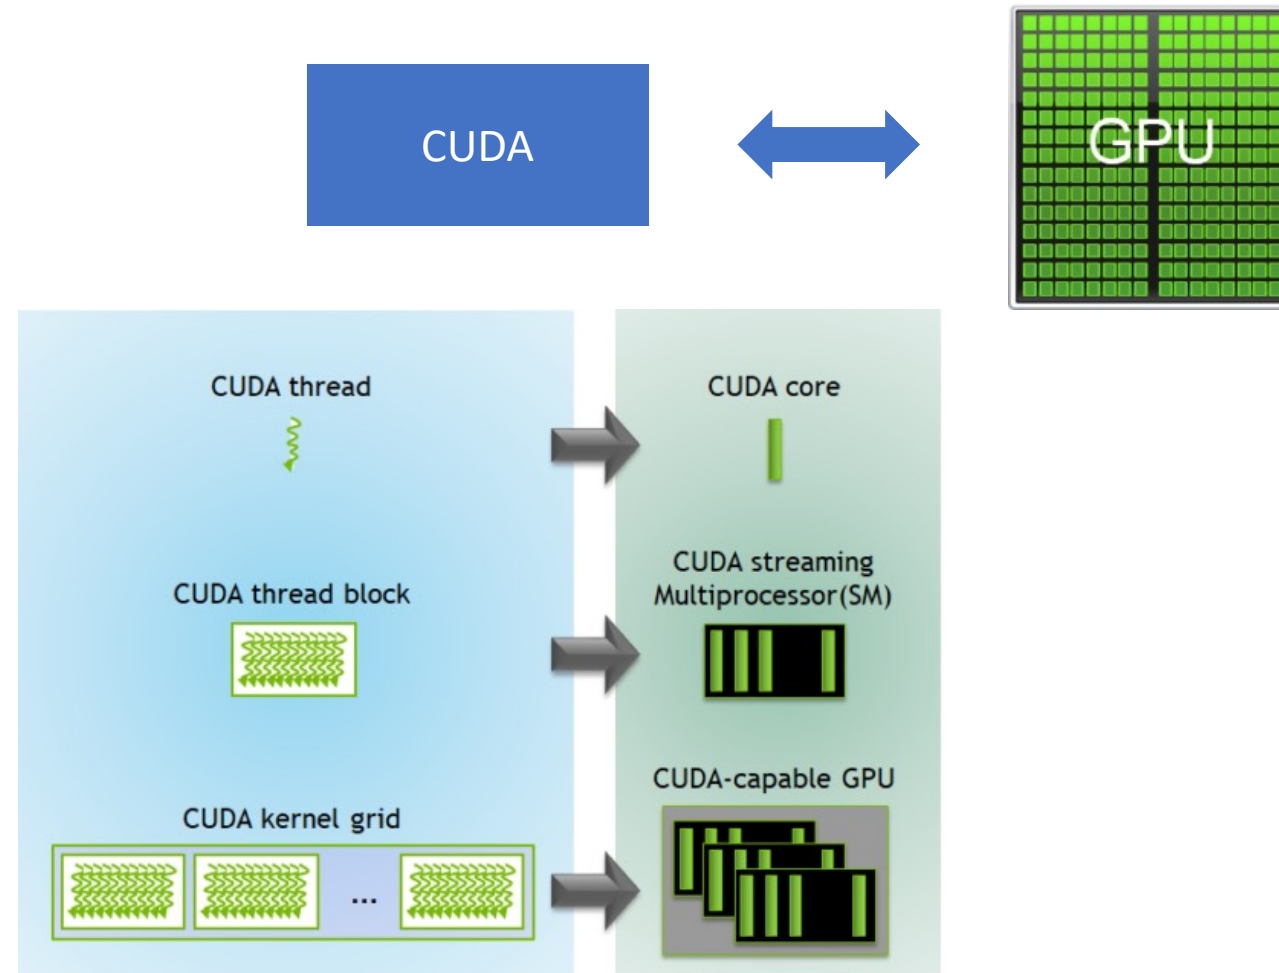 CUDA
GPU
CUDA thread
CUDA core
CUDA thread block
CUDA streaming
Multiprocessor(SM)
CUDA kernel grid
...
CUDA-capable GPU